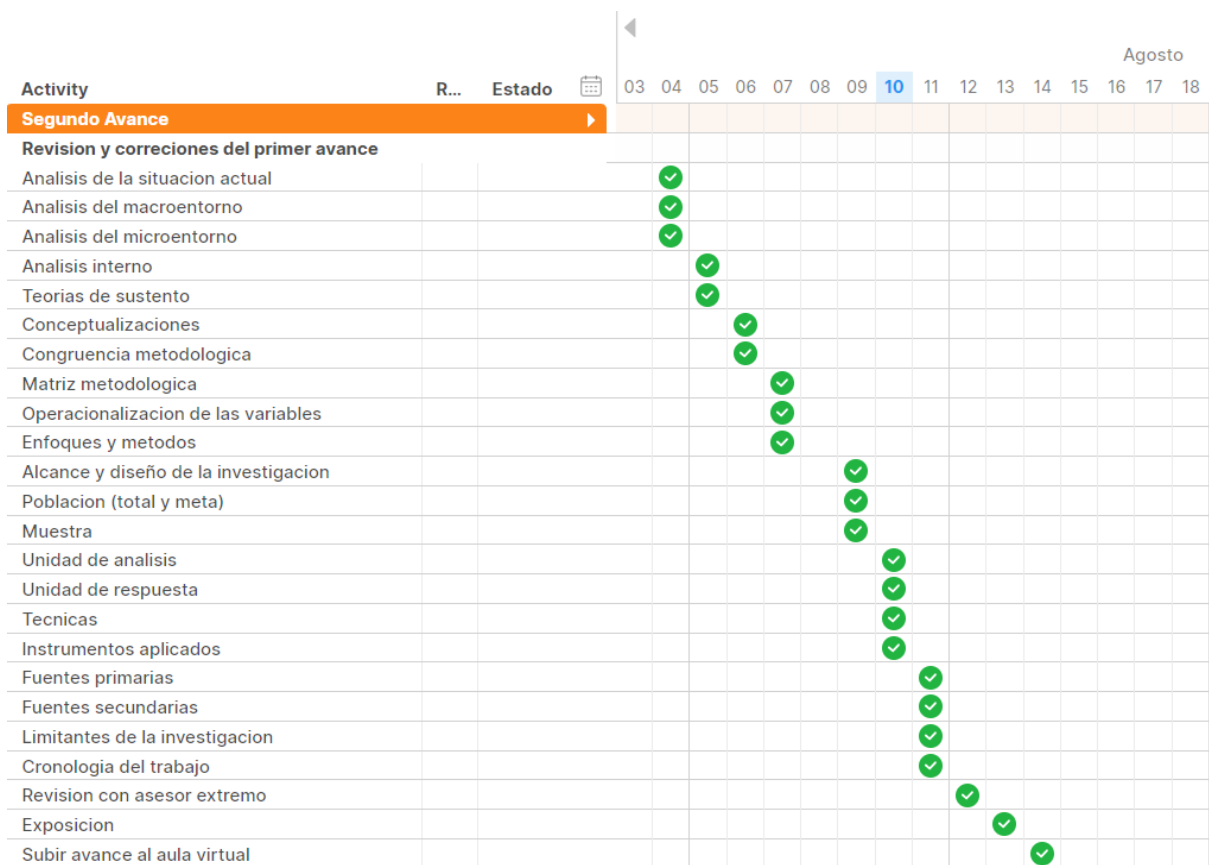 Agosto
Activity R... Estado 03 04 05 06 07 08 09 10 11 12 13 14 15 16 17 18
Segundo Avance
Revision y correciones del primer avance
Analisis de la situacion actual
Analisis del macroentorno
Analisis del microentorno
Analisis interno
Teorias de sustento
Conceptualizaciones
Congruencia metodologica
Matriz metodologica
Operacionalizacion de las variables
Enfoques y metodos
Alcance y diseño de la investigacion
Poblacion (total y meta)
Muestra
Unidad de analisis
Unidad de respuesta
Tecnicas
Instrumentos aplicados
Fuentes primarias
Fuentes secundarias
Limitantes de la investigacion
Cronologia del trabajo
Revision con asesor extremo
Exposicion
Subir avance al aula virtual